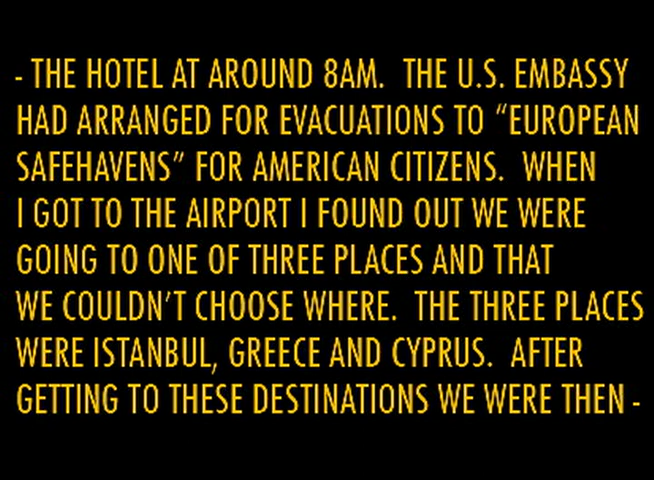 - THE HOTEL AT AROUND 8AM.  THE U.S. EMBASSY
HAD ARRANGED FOR EVACUATIONS TO “EUROPEAN
SAFEHAVENS” FOR AMERICAN CITIZENS.  WHEN
I GOT TO THE AIRPORT I FOUND OUT WE WERE
GOING TO ONE OF THREE PLACES AND THAT
WE COULDN’T CHOOSE WHERE.  THE THREE PLACES
WERE ISTANBUL, GREECE AND CYPRUS.  AFTER
GETTING TO THESE DESTINATIONS WE WERE THEN -